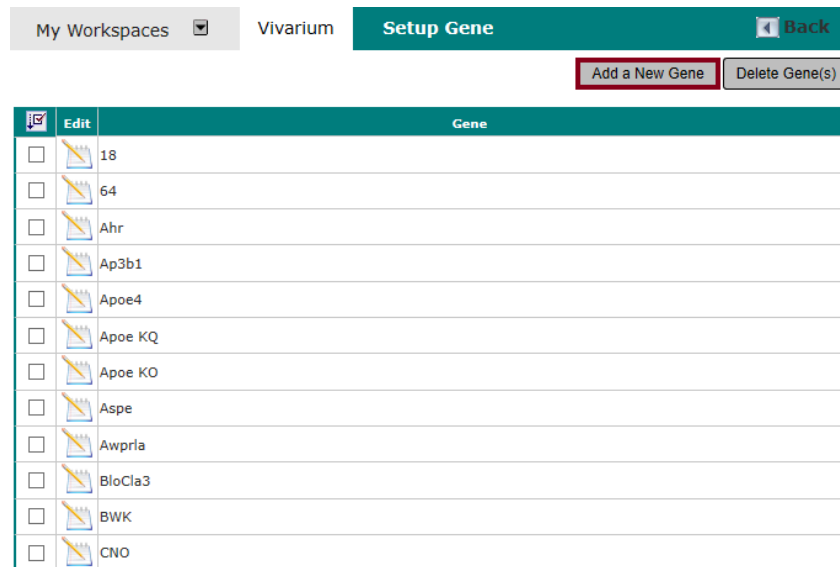 My Workspaces Vivarium Setup Gene Back
Add a New Gene Delete Gene(s)
Edit Gene
18
64
Ahr
Ap3b1
Apoe4
Apoe KQ
Apoe KO
Aspe
Awprla
BloCla3
BWK
CNO